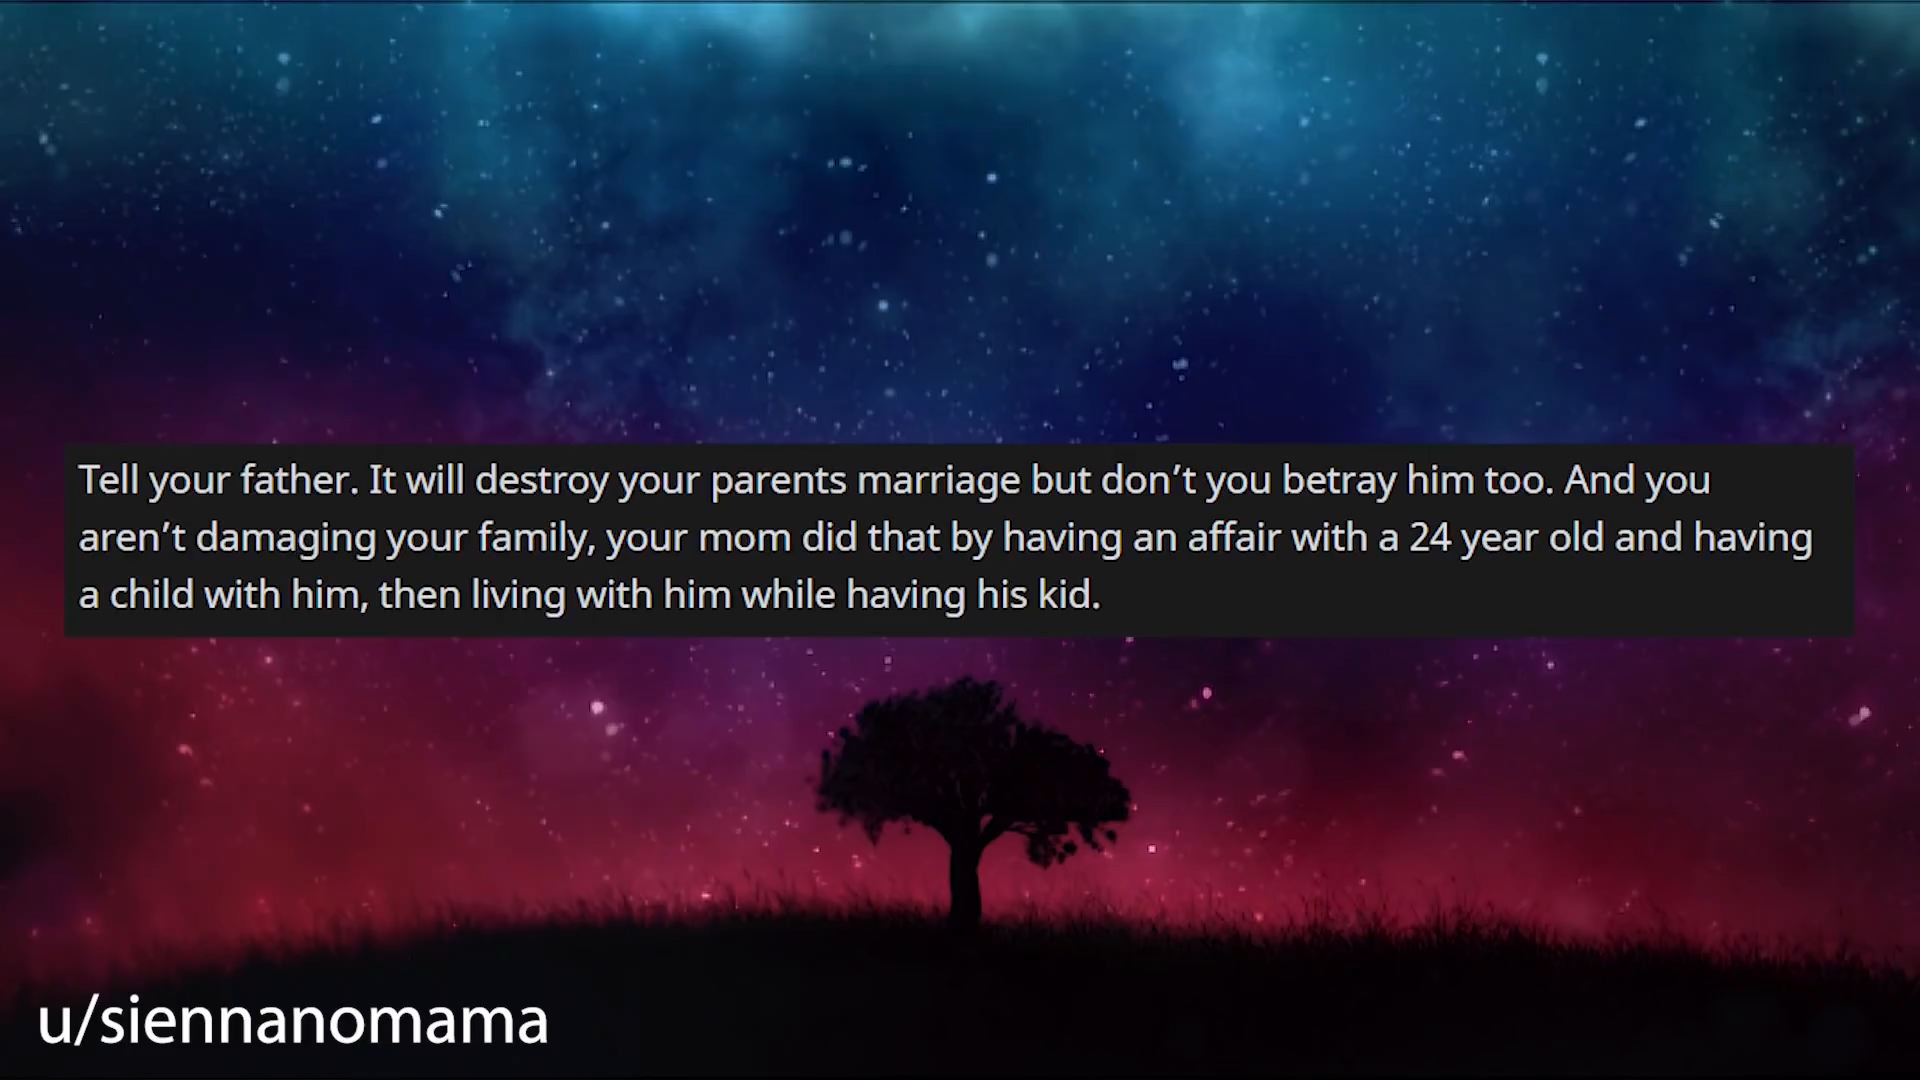 Tell your father. It will destroy your parents marriage but don’t you betray him too. And you
aren’t damaging your family, your mom did that by having an affair with a 24 year old and having
a child with him, then living with him while having his kid.
u/siennanomama